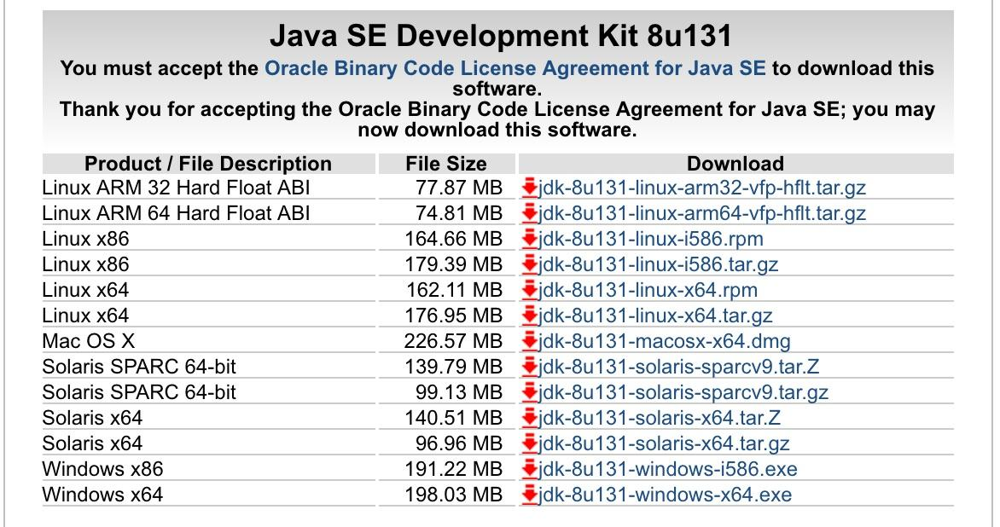 Java SE Development Kit 8u131
You must accept the Oracle Binary Code License Agreement for Java SE to download this
software.
Thank you for accepting the Oracle Binary Code License Agreement for Java SE; you may
now download this software.
Product / File Description File Size Download
Linux ARM 32 Hard Float ABI 77.87 MB jdk-8u131-linux-arm32-vfp-hflt.tar.gz
Linux ARM 64 Hard Float ABI 74.81 MB jdk-8u131-linux-arm64-vfp-hflt.tar.gz
Linux x86 164.66 MB jdk-8u131-linux-i586.rpm
Linux x86 179.39 MB jdk-8u131-linux-i586.tar.gz
Linux x64 162.11 MB jdk-8u131-linux-x64.rpm
Linux x64 176.95 MB jdk-8u131-linux-x64.tar.gz
Mac OS X 226.57 MB jdk-8u131-macosx-x64.dmg
Solaris SPARC 64-bit 139.79 MB jdk-8u131-solaris-sparcv9.tar.Z
Solaris SPARC 64-bit 99.13 MB jdk-8u131-solaris-sparcv9.tar.gz
Solaris x64 140.51 MB jdk-8u131-solaris-x64.tar.Z
Solaris x64 96.96 MB jdk-8u131-solaris-x64.tar.gz
Windows x86 191.22 MB jdk-8u131-windows-i586.exe
Windows x64 198.03 MB jdk-8u131-windows-x64.exe